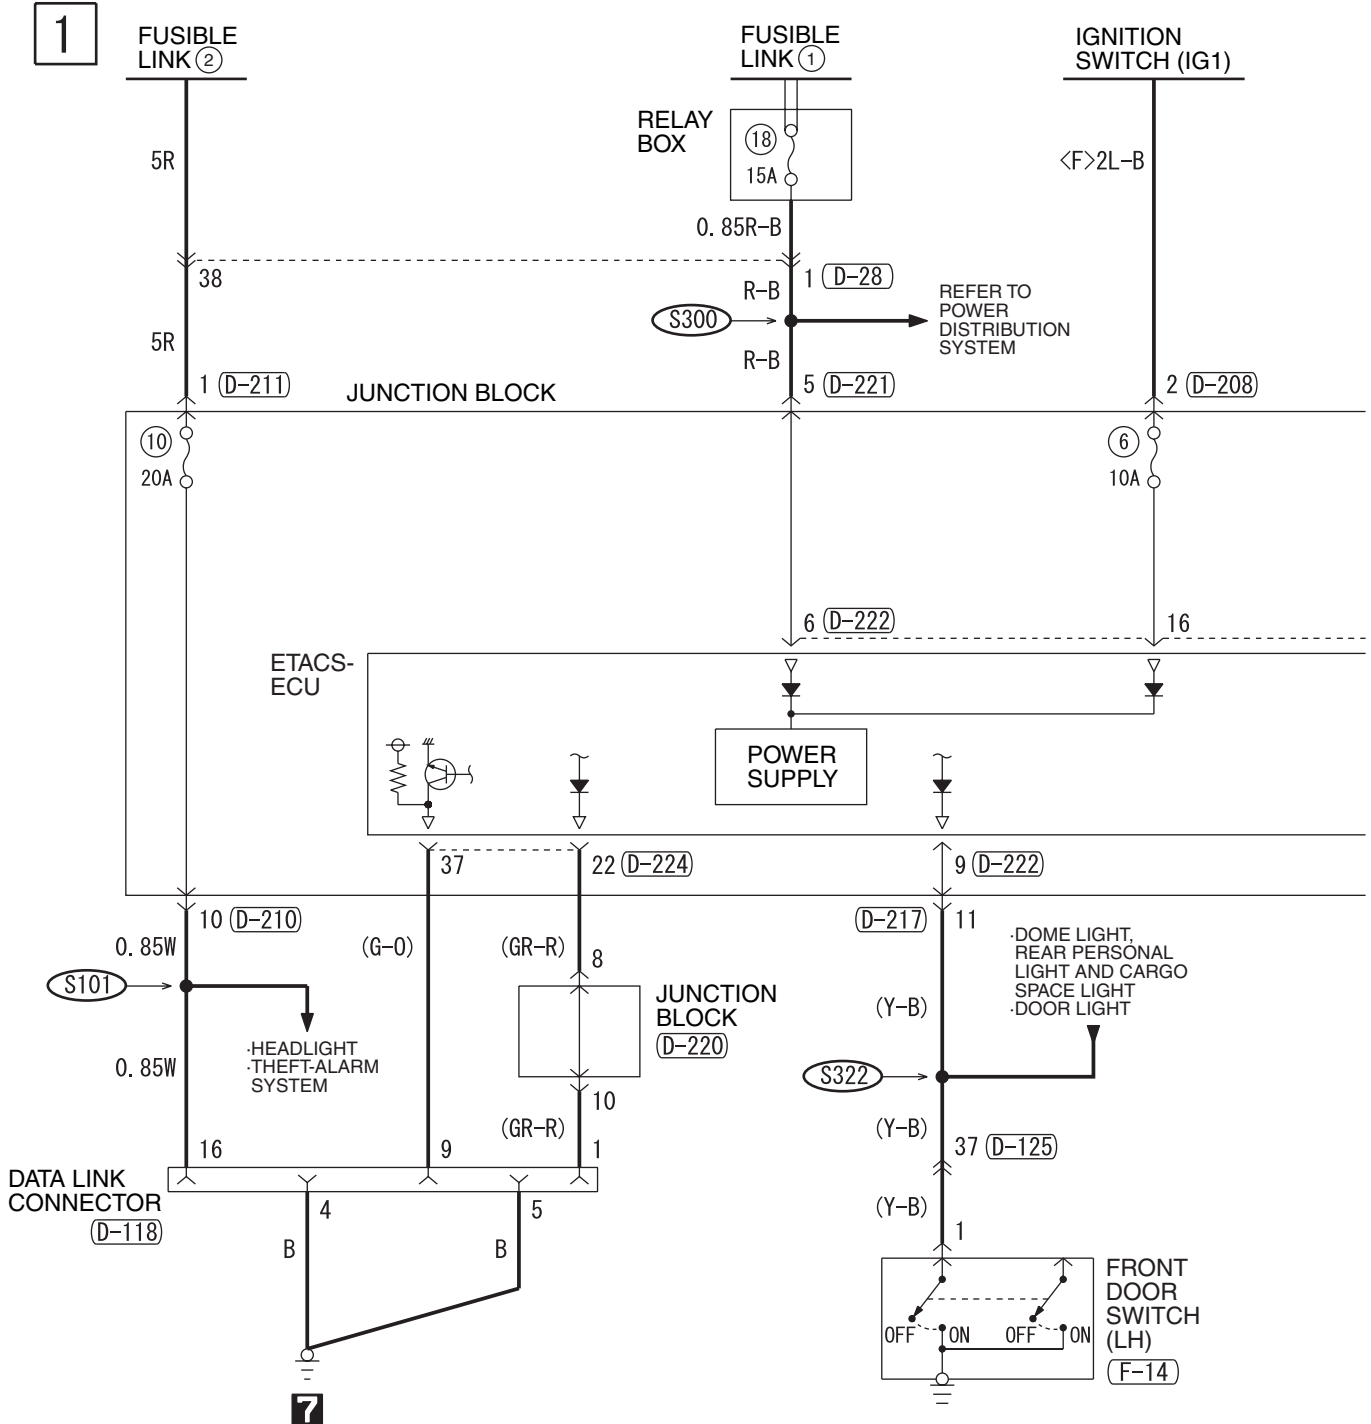 1
FUSIBLE
LINK ②
FUSIBLE
LINK ①
IGNITION
SWITCH (IG1)
RELAY
BOX
⑱
15A
5R
<F>2L-B
0.85R-B
38
1 (D-28)
R-B
S300
REFER TO
POWER
DISTRIBUTION
SYSTEM
5R
R-B
1 (D-211)
JUNCTION BLOCK
5 (D-221)
2 (D-208)
⑩
20A
⑥
10A
6 (D-222)
16
ETACS-
ECU
POWER
SUPPLY
37
22 (D-224)
9 (D-222)
10 (D-210)
(D-217) 11
0.85W
(G-O)
(GR-R)
8
·DOME LIGHT,
REAR PERSONAL
LIGHT AND CARGO
SPACE LIGHT
·DOOR LIGHT
S101
JUNCTION
BLOCK
(D-220)
(Y-B)
·HEADLIGHT
·THEFT-ALARM
SYSTEM
0.85W
S322
10
(GR-R)
(Y-B)
37 (D-125)
16
9
1
DATA LINK
CONNECTOR
(D-118)
4
5
(Y-B)
1
B
B
FRONT
DOOR
SWITCH
(LH)
(F-14)
OFF
ON
OFF
ON
7